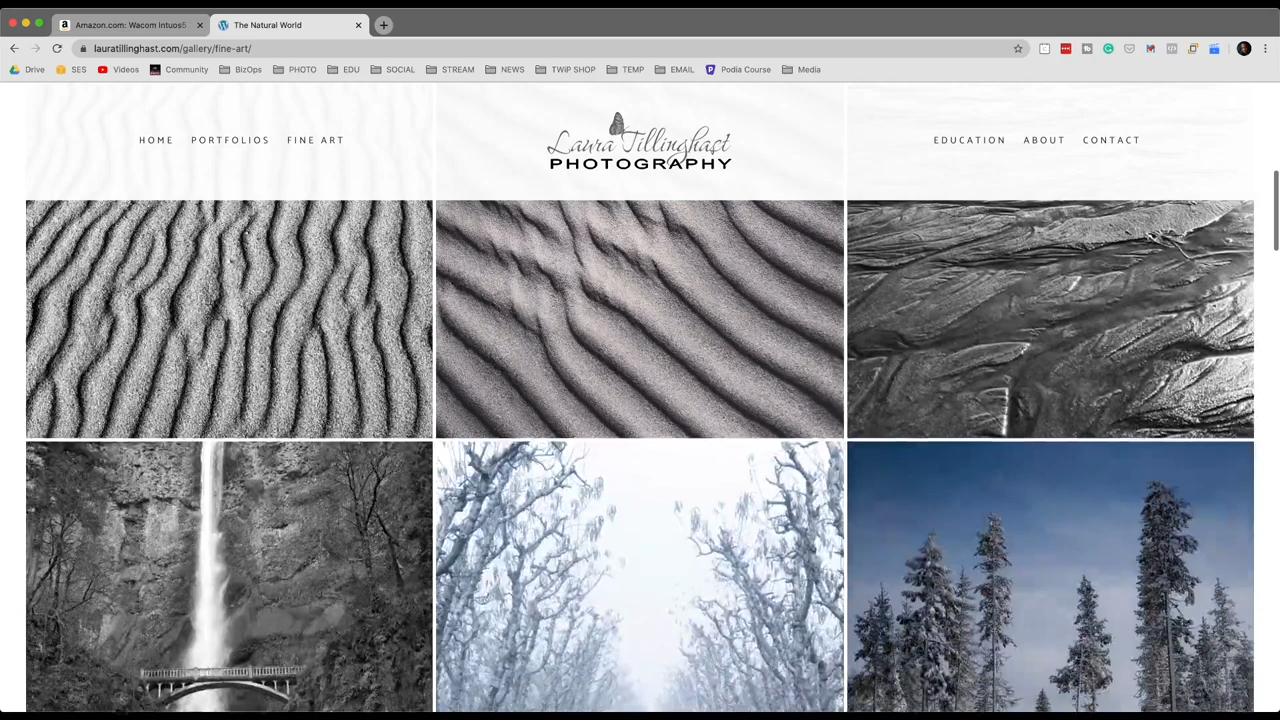 Amazon.com: Wacom Intuos5
The Natural World
lauratillinghast.com/gallery/fine-art/
Drive SES Videos Community BizOps PHOTO EDU SOCIAL STREAM NEWS TWiP SHOP TEMP EMAIL Podia Course Media
HOME PORTFOLIOS FINE ART
Laura Tillinghast
PHOTOGRAPHY
EDUCATION ABOUT CONTACT